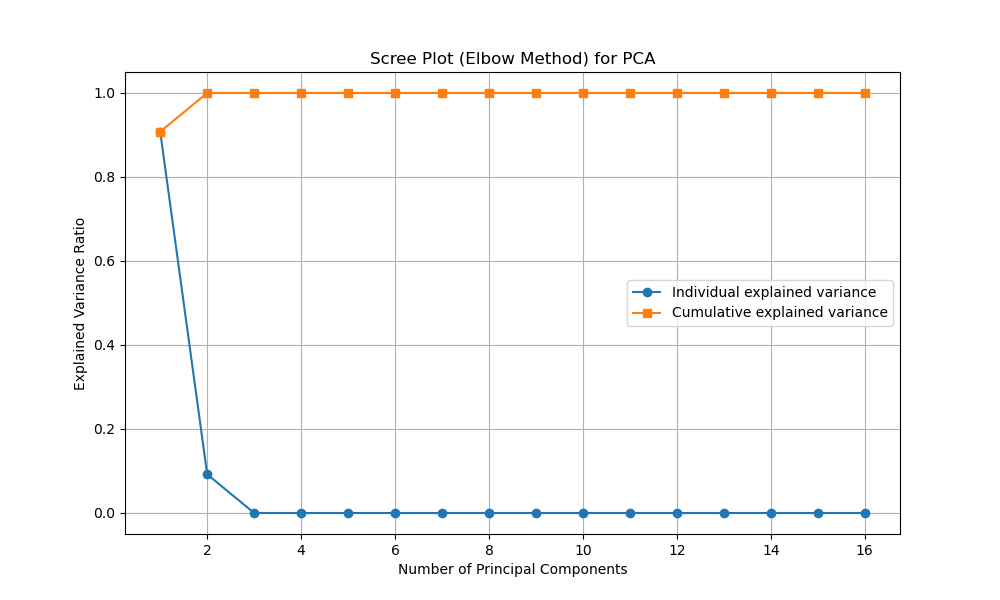 Scree Plot (Elbow Method) for PCA
Explained Variance Ratio
1.0
0.8
0.6
0.4
0.2
0.0
Individual explained variance
Cumulative explained variance
2 4 6 8 10 12 14 16
Number of Principal Components